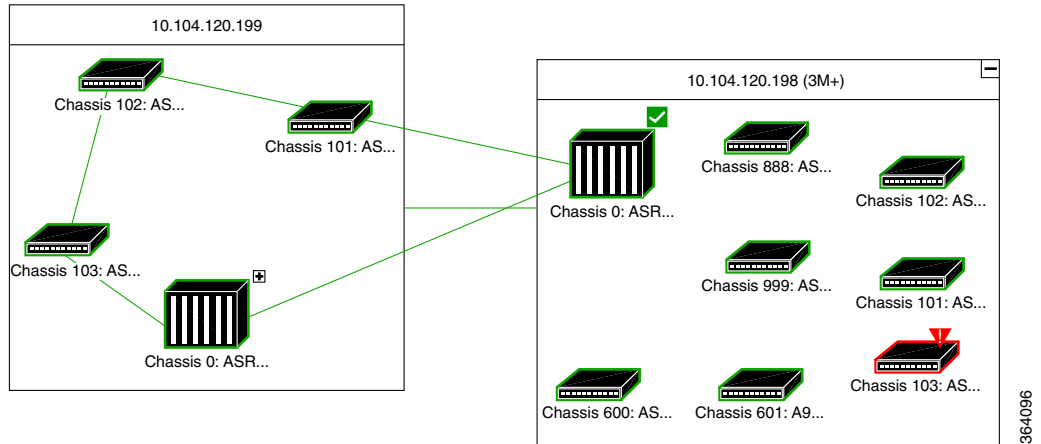 10.104.120.199
Chassis 102: AS...
Chassis 101: AS...
Chassis 103: AS...
Chassis 0: ASR...
10.104.120.198 (3M+)
Chassis 0: ASR...
Chassis 888: AS...
Chassis 102: AS...
Chassis 999: AS...
Chassis 101: AS...
Chassis 103: AS...
Chassis 600: AS...
Chassis 601: A9...
364096